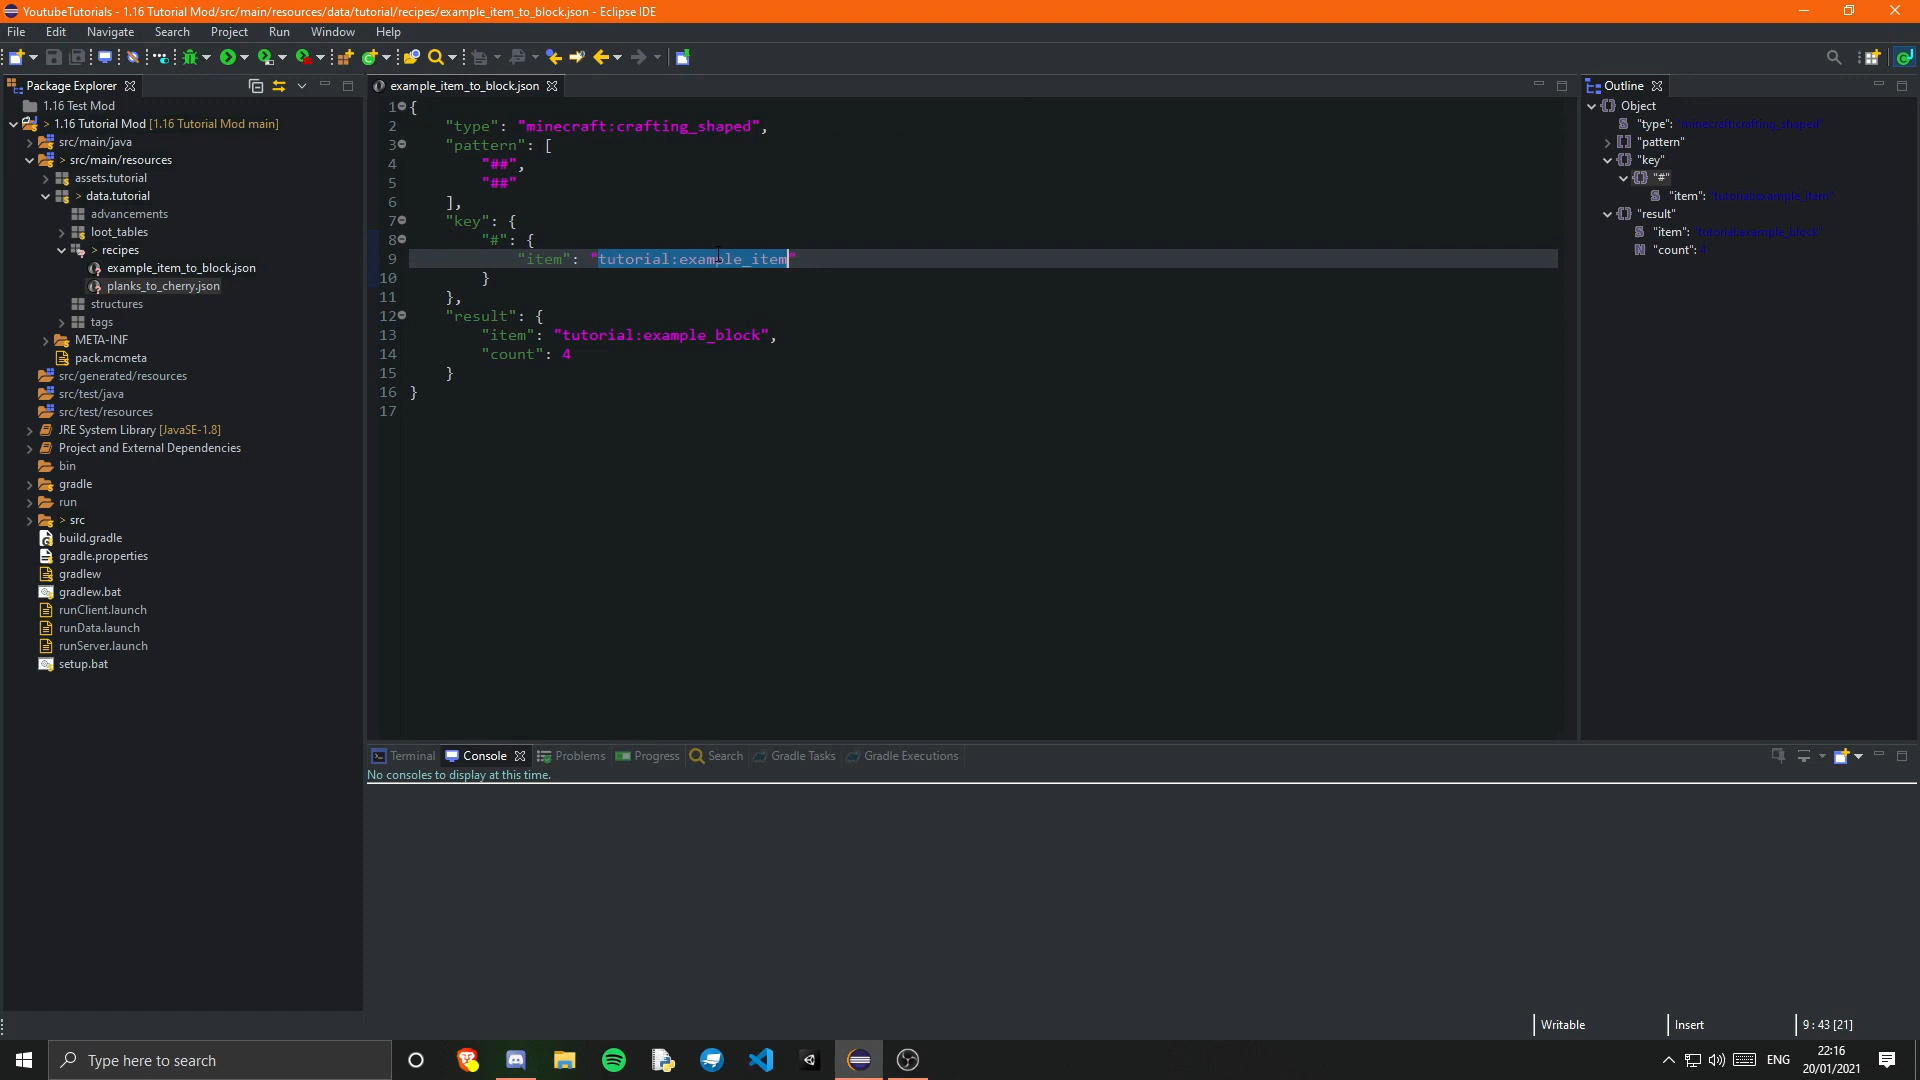 YoutubeTutorials - 1.16 Tutorial Mod/src/main/resources/data/tutorial/recipes/example_item_to_block.json - Eclipse IDE
File Edit Navigate Search Project Run Window Help
Package Explorer
1.16 Test Mod
> 1.16 Tutorial Mod [1.16 Tutorial Mod main]
src/main/java
> src/main/resources
assets.tutorial
> data.tutorial
advancements
loot_tables
> recipes
example_item_to_block.json
planks_to_cherry.json
structures
tags
META-INF
pack.mcmeta
src/generated/resources
src/test/java
src/test/resources
JRE System Library [JavaSE-1.8]
Project and External Dependencies
bin
gradle
run
> src
build.gradle
gradle.properties
gradlew
gradlew.bat
runClient.launch
runData.launch
runServer.launch
setup.bat
example_item_to_block.json
1 {
2 "type": "minecraft:crafting_shaped",
3 "pattern": [
4 "##",
5 "##"
6 ],
7 "key": {
8 "#": {
9 "item": "tutorial:example_item"
10 }
11 },
12 "result": {
13 "item": "tutorial:example_block",
14 "count": 4
15 }
16 }
17
Outline
Object
"type": "minecraft:crafting_shaped"
"pattern"
"key"
"#"
"item": "tutorial:example_item"
"result"
"item": "tutorial:example_block"
"count": 4
Terminal Console Problems Progress Search Gradle Tasks Gradle Executions
No consoles to display at this time.
Writable Insert 9 : 43 [21]
Type here to search
ENG
22:16
20/01/2021